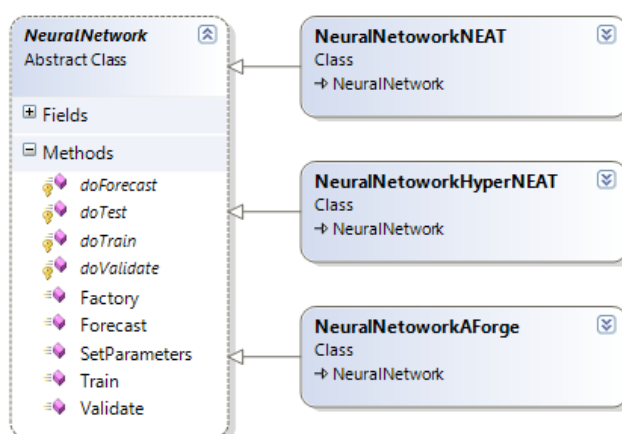 NeuralNetwork
Abstract Class
Fields
Methods
doForecast
doTest
doTrain
doValidate
Factory
Forecast
SetParameters
Train
Validate
NeuralNetoworkNEAT
Class
NeuralNetwork
NeuralNetoworkHyperNEAT
Class
NeuralNetwork
NeuralNetoworkAForge
Class
NeuralNetwork